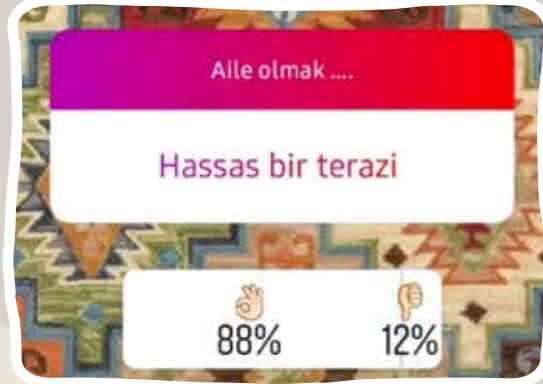 Aile olmak ....
Hassas bir terazi
👌 👎
88% 12%